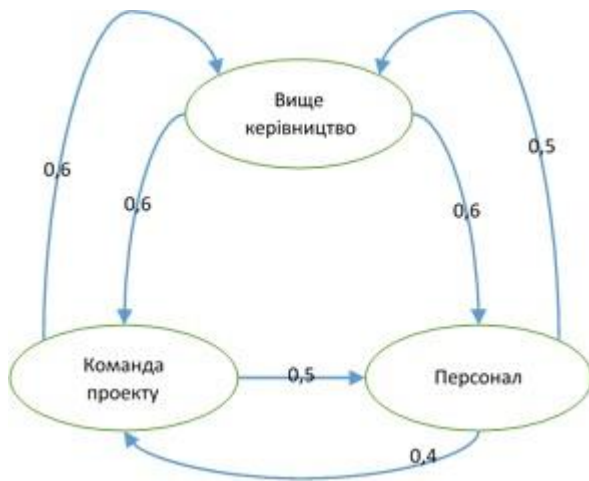 Вище
керівництво
0,6
0,5
0,6
0,6
Команда
проекту
0,5
Персонал
0,4